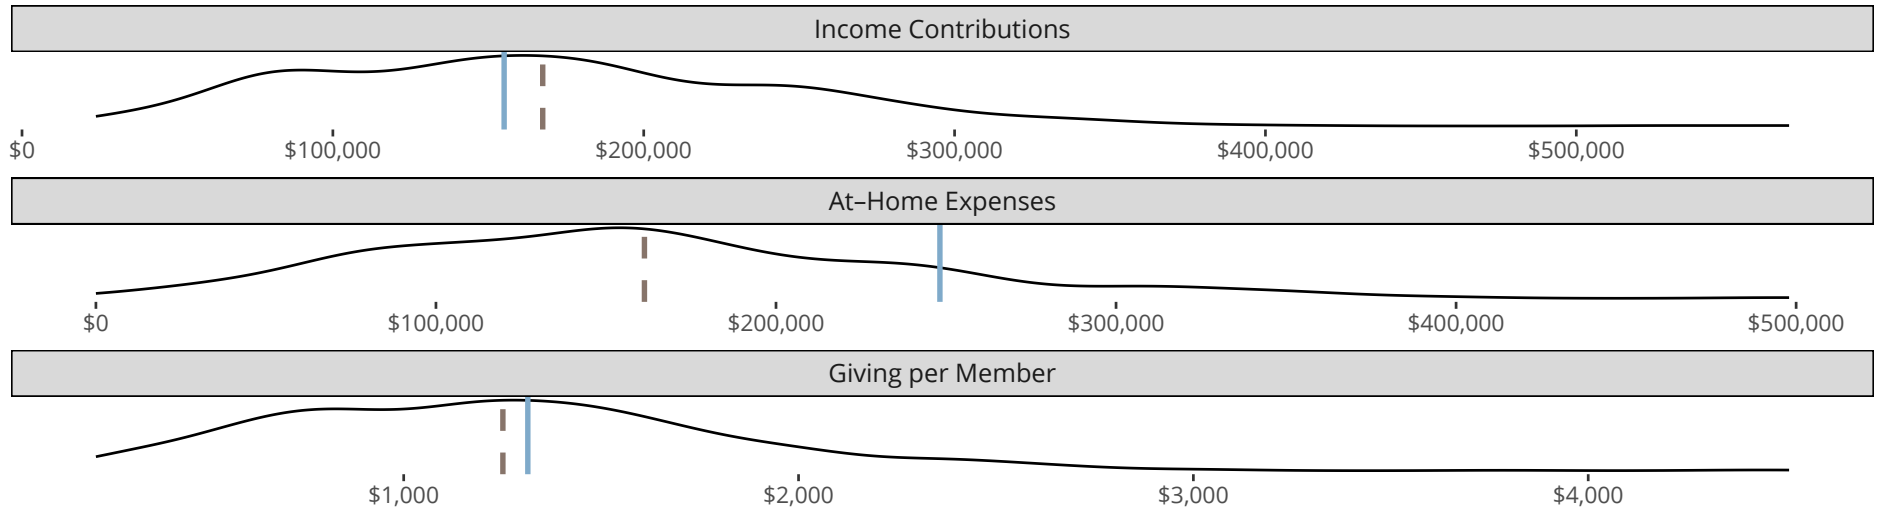 Income Contributions
$0 $100,000 $200,000 $300,000 $400,000 $500,000
At–Home Expenses
$0 $100,000 $200,000 $300,000 $400,000 $500,000
Giving per Member
$1,000 $2,000 $3,000 $4,000